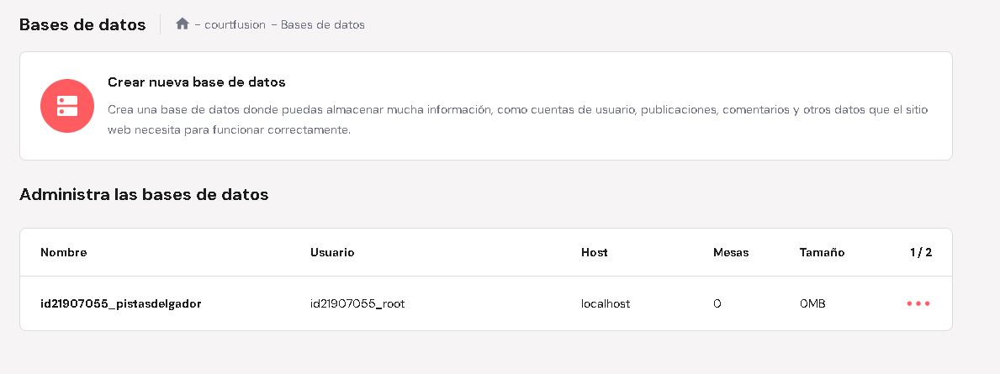 Bases de datos - courtfusion - Bases de datos
Crear nueva base de datos
Crea una base de datos donde puedas almacenar mucha información, como cuentas de usuario, publicaciones, comentarios y otros datos que el sitio
web necesita para funcionar correctamente.
Administra las bases de datos
Nombre Usuario Host Mesas Tamaño 1 / 2
id21907055_pistasdelgador id21907055_root localhost 0 0MB